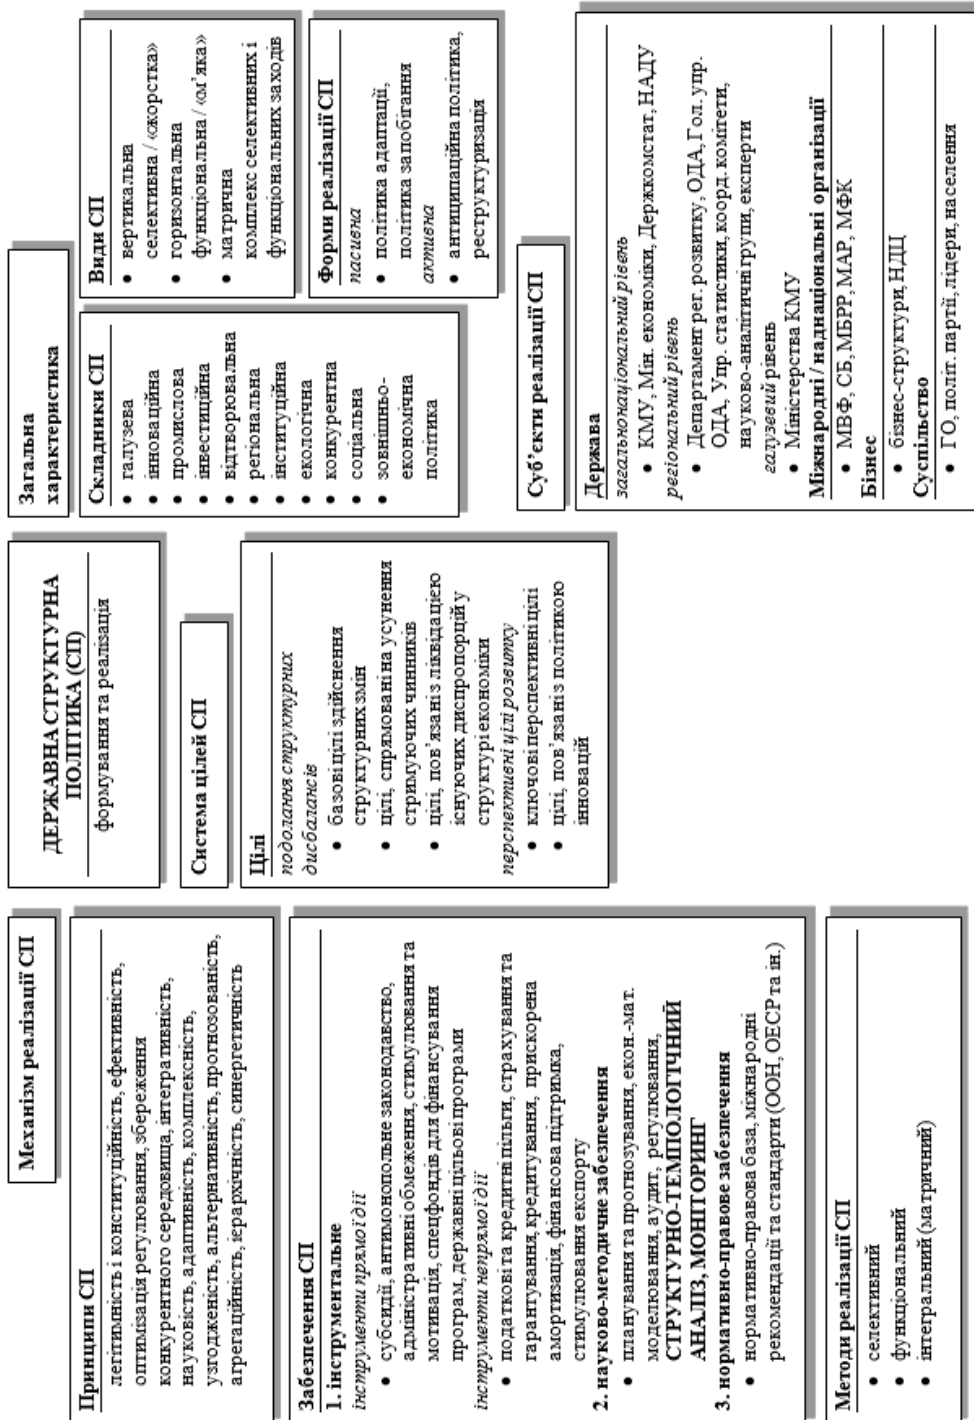 Механізм реалізації СП
Принципи СП
легітимність і конституційність, ефективність,
оптимізація регулювання, збереження
конкурентного середовища, інтегративність,
науковість, адаптивність, комплексність,
узгодженість, альтернативність, прогнозованість,
агрегаційність, ієрархічність, синергетичність
Забезпечення СП
1. інструментальне
інструменти прямої дії
• субсидії, антимонопольне законодавство,
адміністративні обмеження, стимулювання та
мотивація, спецфондів для фінансування
програм, державні цільові програми
інструменти непрямої дії
• податкові та кредитні пільги, страхування та
гарантування, кредитування, прискорена
амортизація, фінансова підтримка,
стимулювання експорту
2. науково-методичне забезпечення
• планування та прогнозування, екон.-мат.
моделювання, аудит, регулювання,
СТРУКТУРНО-ТЕМПОЛОГІЧНИЙ
АНАЛІЗ, МОНІТОРИНГ
3. нормативно-правове забезпечення
• нормативно-правова база, міжнародні
рекомендації та стандарти (ООН, ОЕСР та ін.)
Методи реалізації СП
• селективний
• функціональний
• інтегральний (матричний)
ДЕРЖАВНА СТРУКТУРНА
ПОЛІТИКА (СП)
формування та реалізація
Система цілей СП
Цілі
подолання структурних
дисбалансів
• базові цілі здійснення
структурних змін
• цілі, спрямовані на усунення
стримуючих чинників
• цілі, пов’язані з ліквідацією
існуючих диспропорцій у
структурі економіки
перспективні цілі розвитку
• ключові перспективні цілі
• цілі, пов’язані з політикою
інновацій
Загальна
характеристика
Складники СП
• галузева
• інноваційна
• промислова
• інвестиційна
• відтворювальна
• регіональна
• інституційна
• екологічна
• конкурентна
• соціальна
• зовнішньо-
економічна
політика
Види СП
• вертикальна
селективна / «жорстка»
• горизонтальна
функціональна / «м’яка»
• матрична
комплекс селективних і
функціональних заходів
Форми реалізації СП
пасивна
• політика адаптації,
політика запобігання
активна
• антиципаційна політика,
реструктуризація
Суб’єкти реалізації СП
Держава
загальнонаціональний рівень
• КМУ, Мін. економіки, Держкомстат, НАДУ
регіональний рівень
• Департамент рег. розвитку, ОДА, Гол. упр.
ОДА, Упр. статистики, коорд. комітети,
науково-аналітичні групи, експерти
галузевий рівень
• Міністерства КМУ
Міжнародні / наднаціональні організації
• МВФ, СБ, МБРР, МАР, МФК
Бізнес
• бізнес-структури, НДЦ
Суспільство
• ГО, політ. партії, лідери, населення